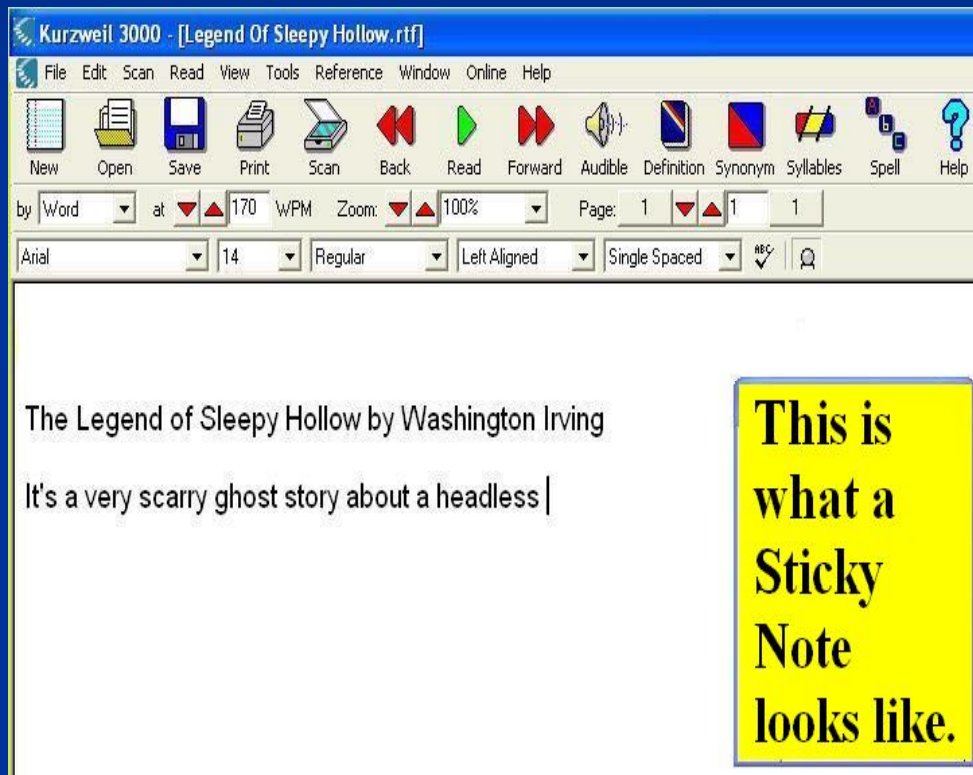 Kurzweil 3000 - [Legend Of Sleepy Hollow.rtf]
File Edit Scan Read View Tools Reference Window Online Help
New Open Save Print Scan Back Read Forward Audible Definition Synonym Syllables Spell Help
by Word at 170 WPM Zoom: 100% Page: 1 1 1
Arial 14 Regular Left Aligned Single Spaced ABC
The Legend of Sleepy Hollow by Washington Irving
It's a very scarry ghost story about a headless
This is
what a
Sticky
Note
looks like.